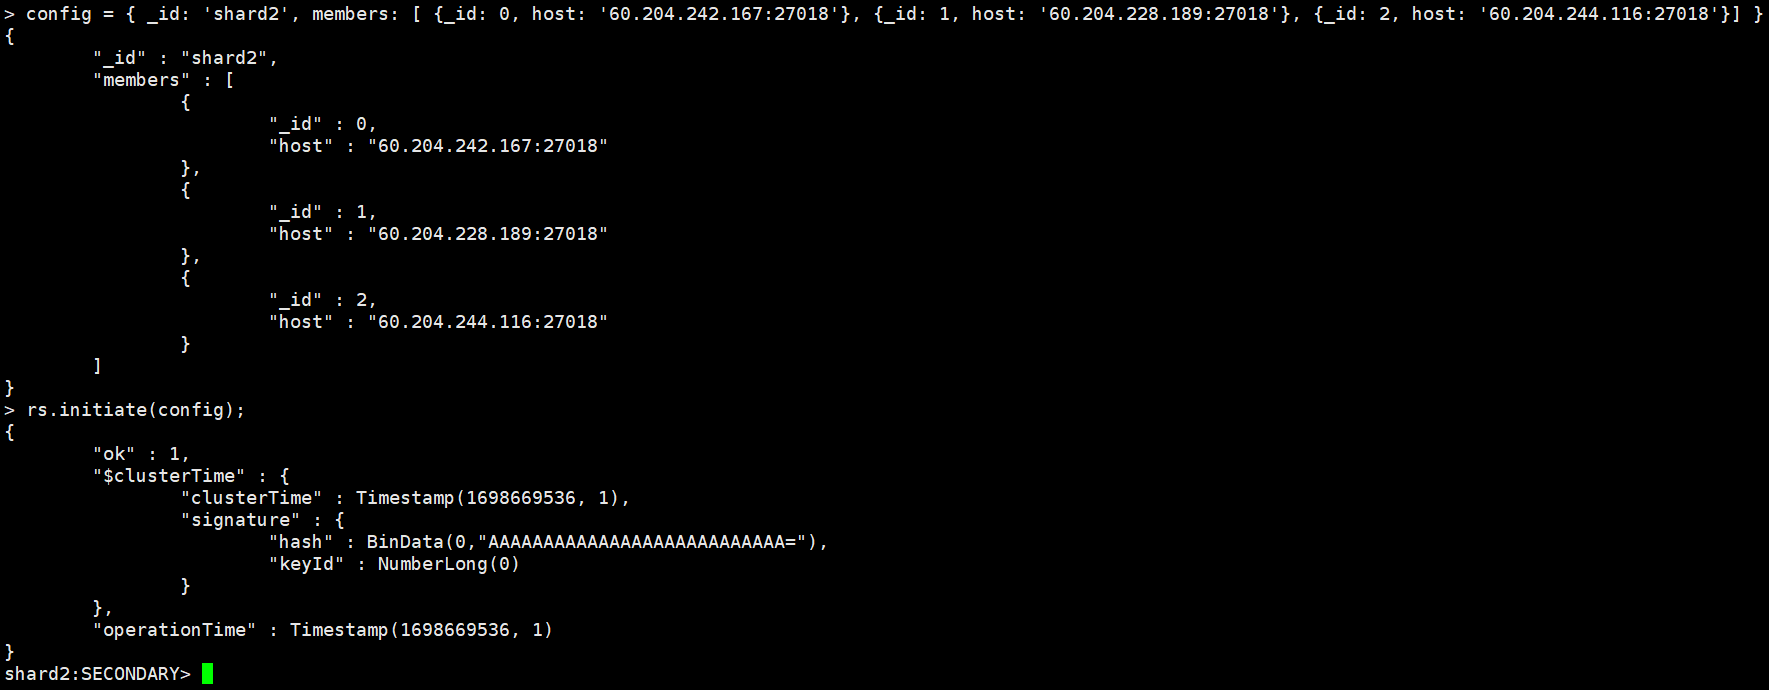 > config = { _id: 'shard2', members: [ {_id: 0, host: '60.204.242.167:27018'}, {_id: 1, host: '60.204.228.189:27018'}, {_id: 2, host: '60.204.244.116:27018'}] }
{
        "_id" : "shard2",
        "members" : [
                {
                        "_id" : 0,
                        "host" : "60.204.242.167:27018"
                },
                {
                        "_id" : 1,
                        "host" : "60.204.228.189:27018"
                },
                {
                        "_id" : 2,
                        "host" : "60.204.244.116:27018"
                }
        ]
}
> rs.initiate(config);
{
        "ok" : 1,
        "$clusterTime" : {
                "clusterTime" : Timestamp(1698669536, 1),
                "signature" : {
                        "hash" : BinData(0,"AAAAAAAAAAAAAAAAAAAAAAAAAAA="),
                        "keyId" : NumberLong(0)
                }
        },
        "operationTime" : Timestamp(1698669536, 1)
}
shard2:SECONDARY>